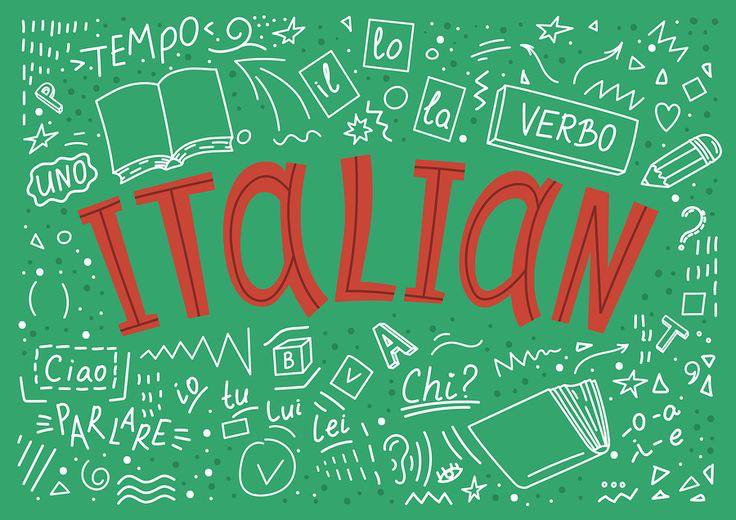 TEMPO
il
lo
la
VERBO
P
UNO
ITALIAN
?
Ciao
B
A
T
io
tu
Lui
lei
Chi?
PARLARE
-o-a
-i-e